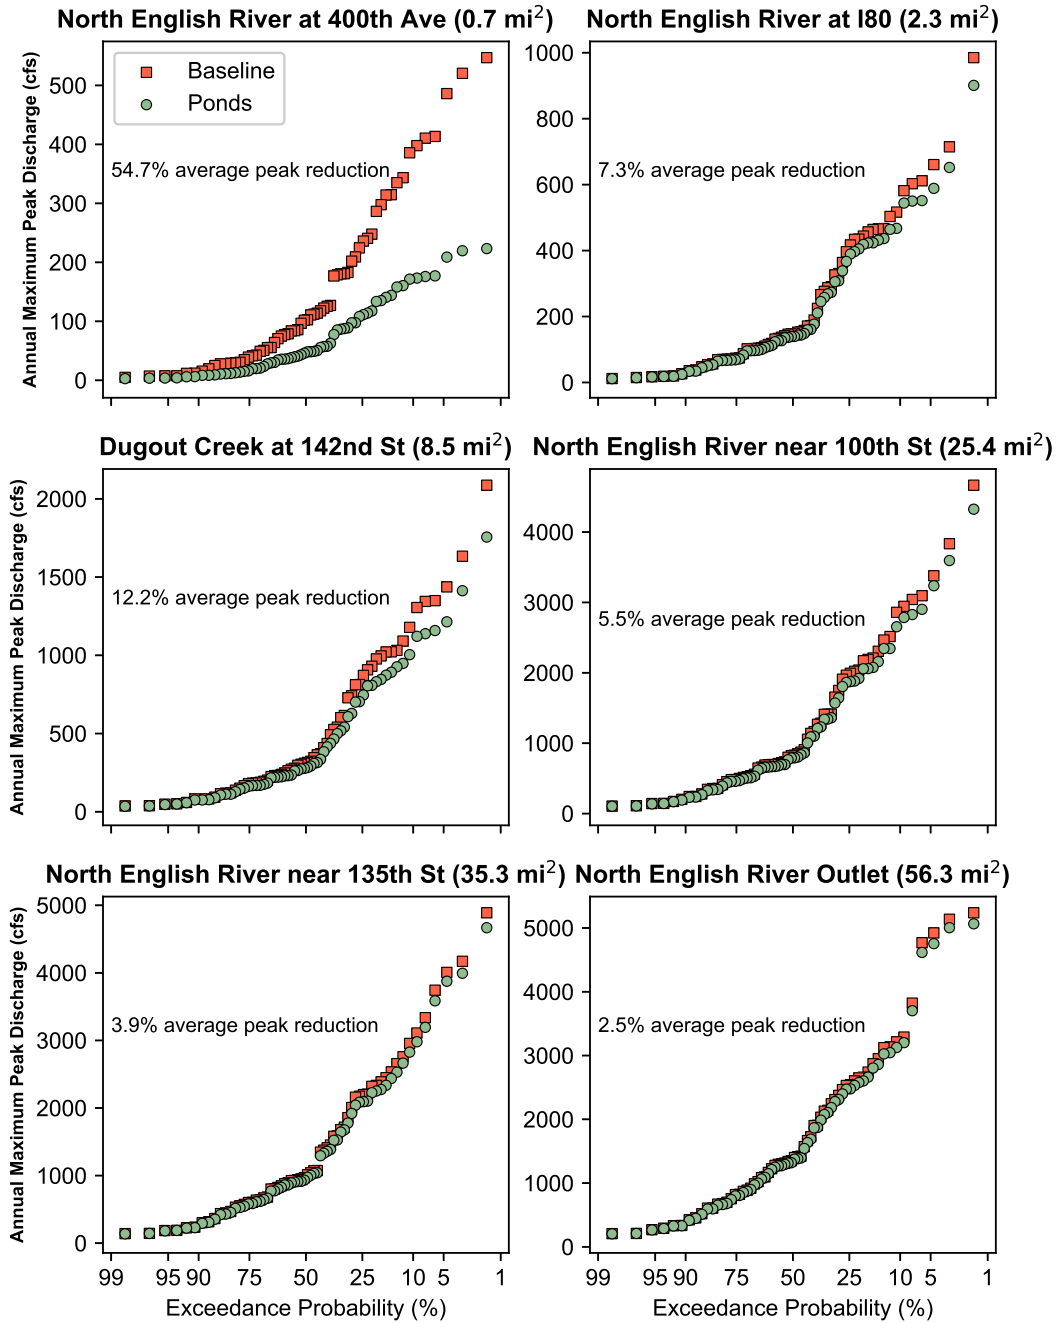 North English River at 400th Ave (0.7 mi²)
North English River at I80 (2.3 mi²)
Annual Maximum Peak Discharge (cfs)
500
400
300
200
100
0
Baseline
Ponds
54.7% average peak reduction
1000
800
600
400
200
0
7.3% average peak reduction
Dugout Creek at 142nd St (8.5 mi²)
North English River near 100th St (25.4 mi²)
Annual Maximum Peak Discharge (cfs)
2000
1500
1000
500
0
12.2% average peak reduction
4000
3000
2000
1000
0
5.5% average peak reduction
North English River near 135th St (35.3 mi²)
North English River Outlet (56.3 mi²)
Annual Maximum Peak Discharge (cfs)
5000
4000
3000
2000
1000
0
3.9% average peak reduction
99 95 90 75 50 25 10 5 1
Exceedance Probability (%)
5000
4000
3000
2000
1000
0
2.5% average peak reduction
99 95 90 75 50 25 10 5 1
Exceedance Probability (%)